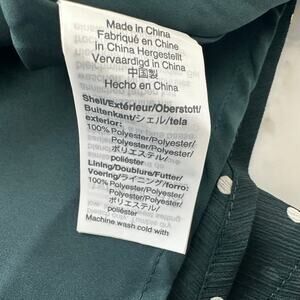 Made in China
Fabriqué en Chine
in China Hergestellt
Vervaardigd in China
中国製
Hecho en China
Shell/Extérieur/Oberstoff/
Buitenkant/シェル/tela
exterior:
100% Polyester/Polyester/
Polyester/Polyester/
ポリエステル/
poliéster
Lining/Doublure/Futter/
Voering/ライニング/forro:
100% Polyester/Polyester/
Polyester/Polyester/
ポリエステル/
poliéster
Machine wash cold with